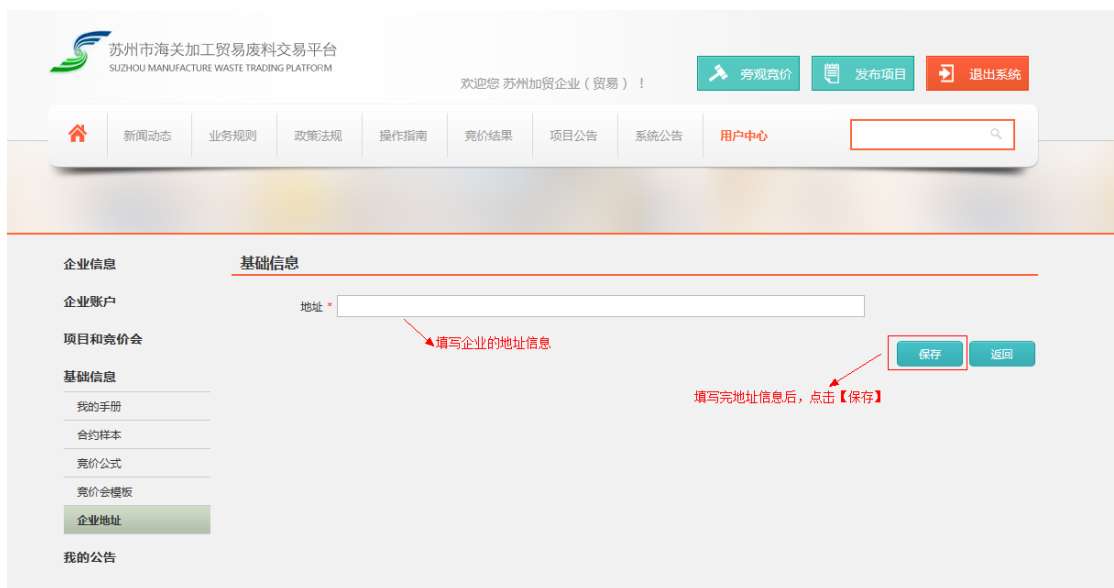 苏州市海关加工贸易废料交易平台
SUZHOU MANUFACTURE WASTE TRADING PLATFORM
欢迎您 苏州加贸企业（贸易）！
旁观竞价
发布项目
退出系统
新闻动态
业务规则
政策法规
操作指南
竞价结果
项目公告
系统公告
用户中心
企业信息
企业账户
项目和竞价会
基础信息
我的手册
合约样本
竞价公式
竞价会模板
企业地址
我的公告
基础信息
地址 *
填写企业的地址信息
保存
返回
填写完地址信息后，点击【保存】